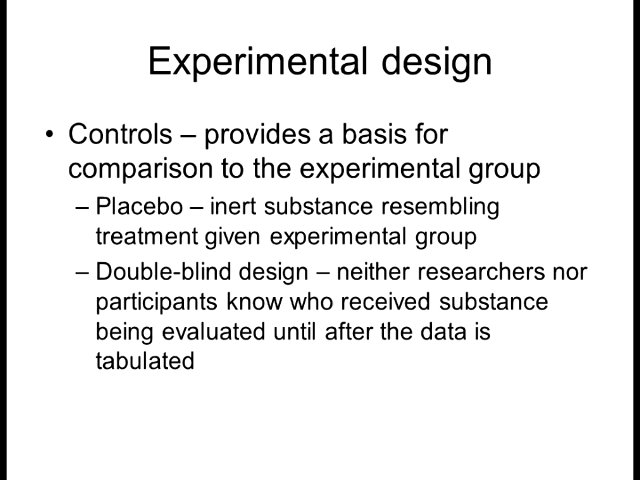 Experimental design
• Controls – provides a basis for
comparison to the experimental group
– Placebo – inert substance resembling
treatment given experimental group
– Double-blind design – neither researchers nor
participants know who received substance
being evaluated until after the data is
tabulated